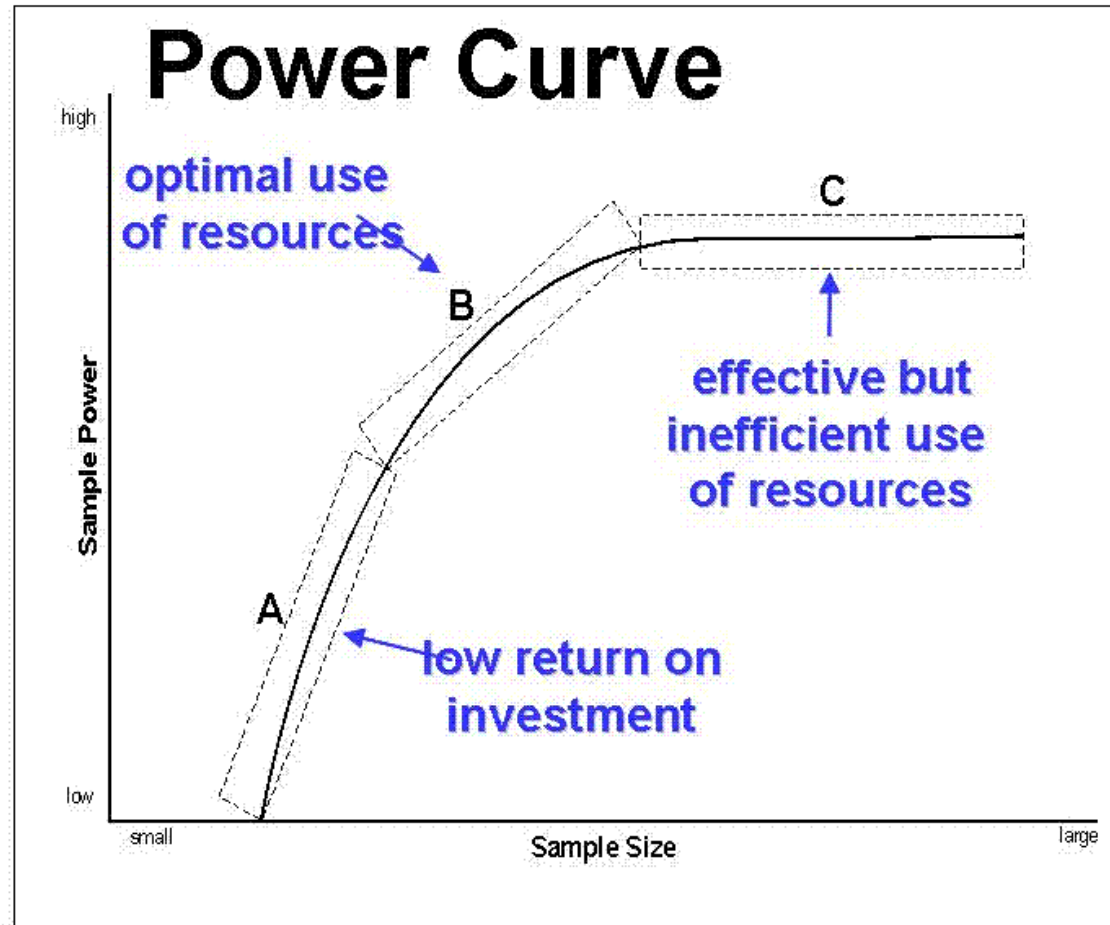 Power Curve
high
optimal use
of resources
C
B
effective but
inefficient use
of resources
Sample Power
A
low return on
investment
low
small
Sample Size
large